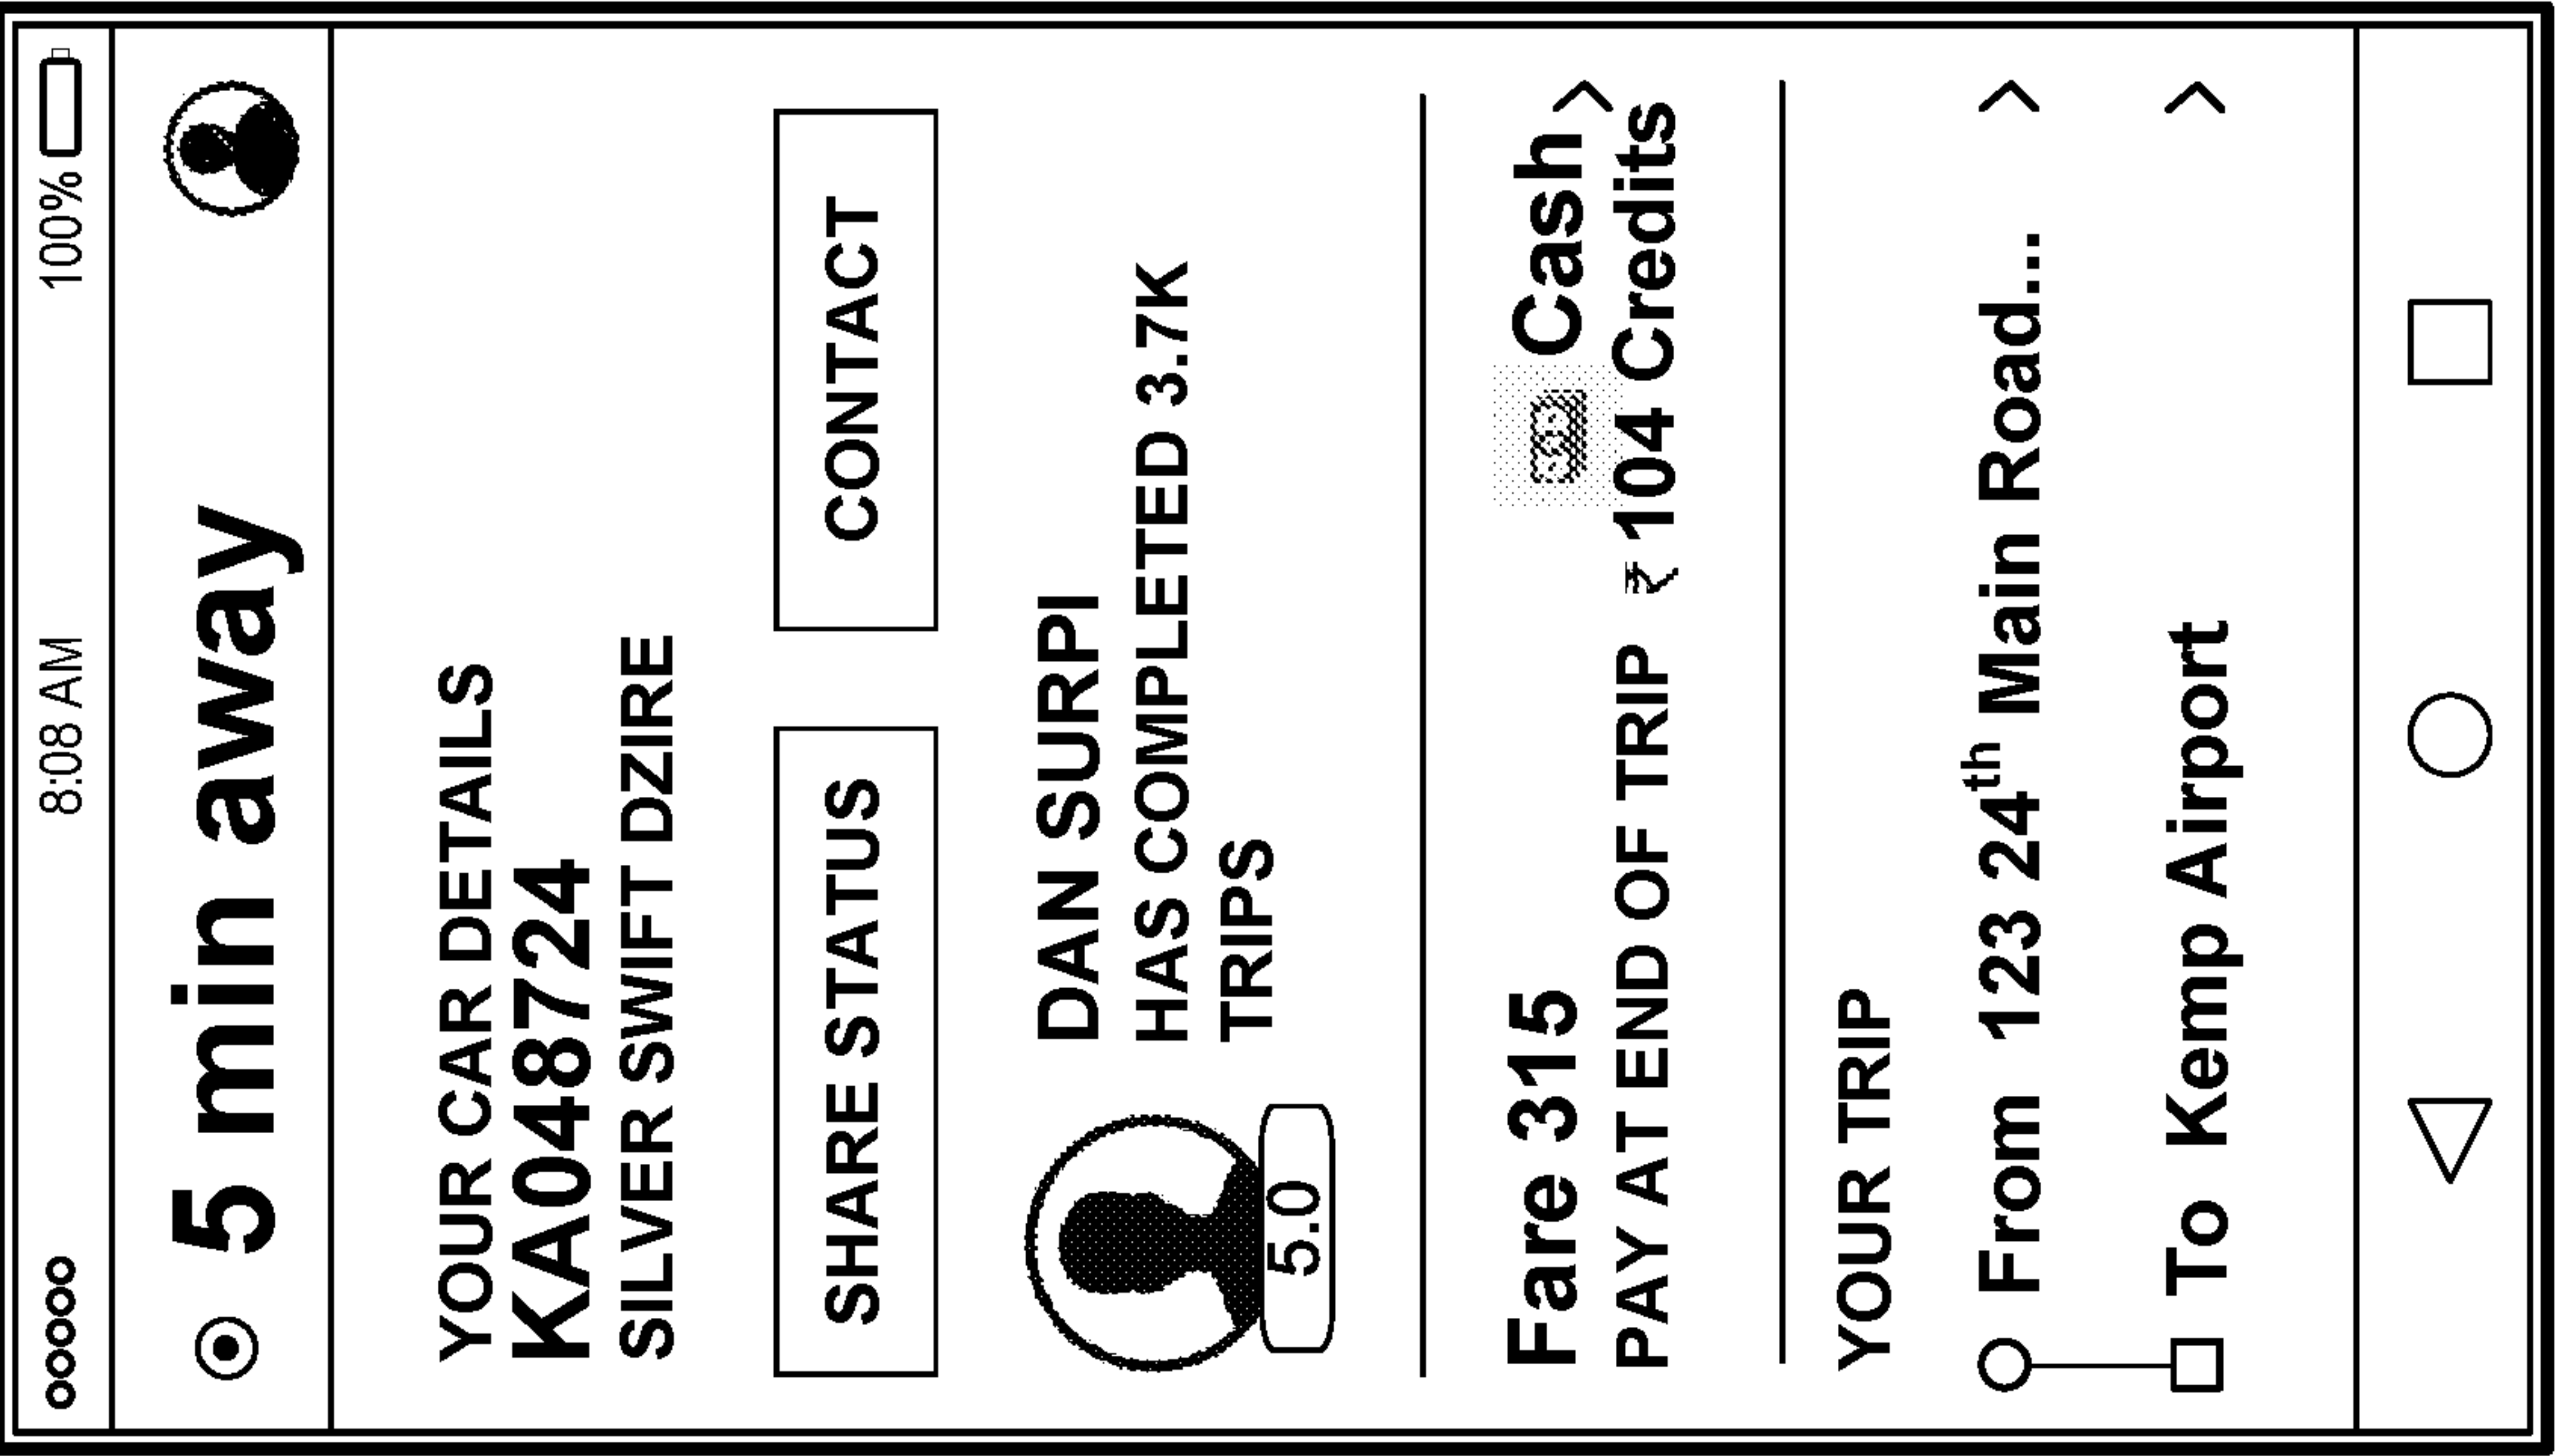 8:08 AM 100%
5 min away
YOUR CAR DETAILS
KA048724
SILVER SWIFT DZIRE
SHARE STATUS CONTACT
DAN SURPI
HAS COMPLETED 3.7K
TRIPS
5.0
Fare 315 Cash
PAY AT END OF TRIP ₹ 104 Credits
YOUR TRIP
From 123 24th Main Road...
To Kemp Airport